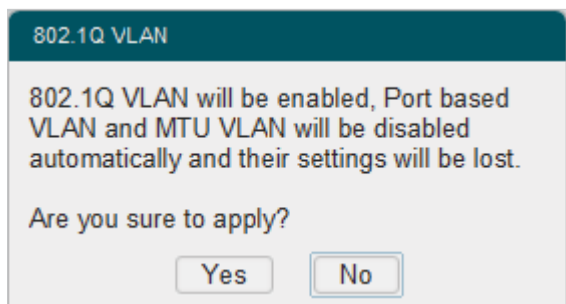 802.1Q VLAN
802.1Q VLAN will be enabled, Port based
VLAN and MTU VLAN will be disabled
automatically and their settings will be lost.
Are you sure to apply?
Yes No